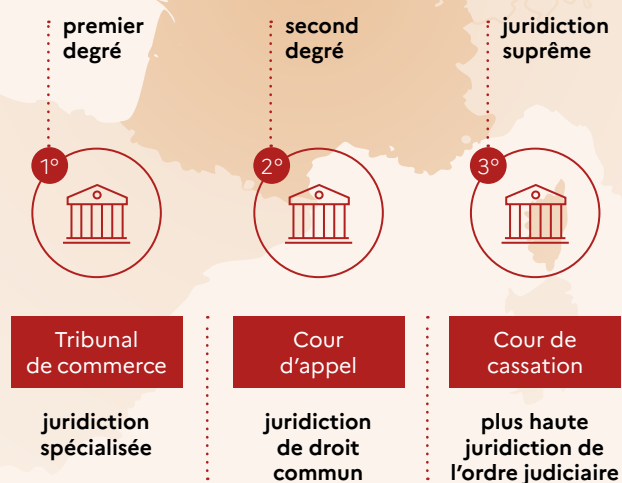 premier
degré
second
degré
juridiction
suprême
1°
2°
3°
Tribunal
de commerce
Cour
d'appel
Cour de
cassation
juridiction
spécialisée
juridiction
de droit
commun
plus haute
juridiction de
l'ordre judiciaire